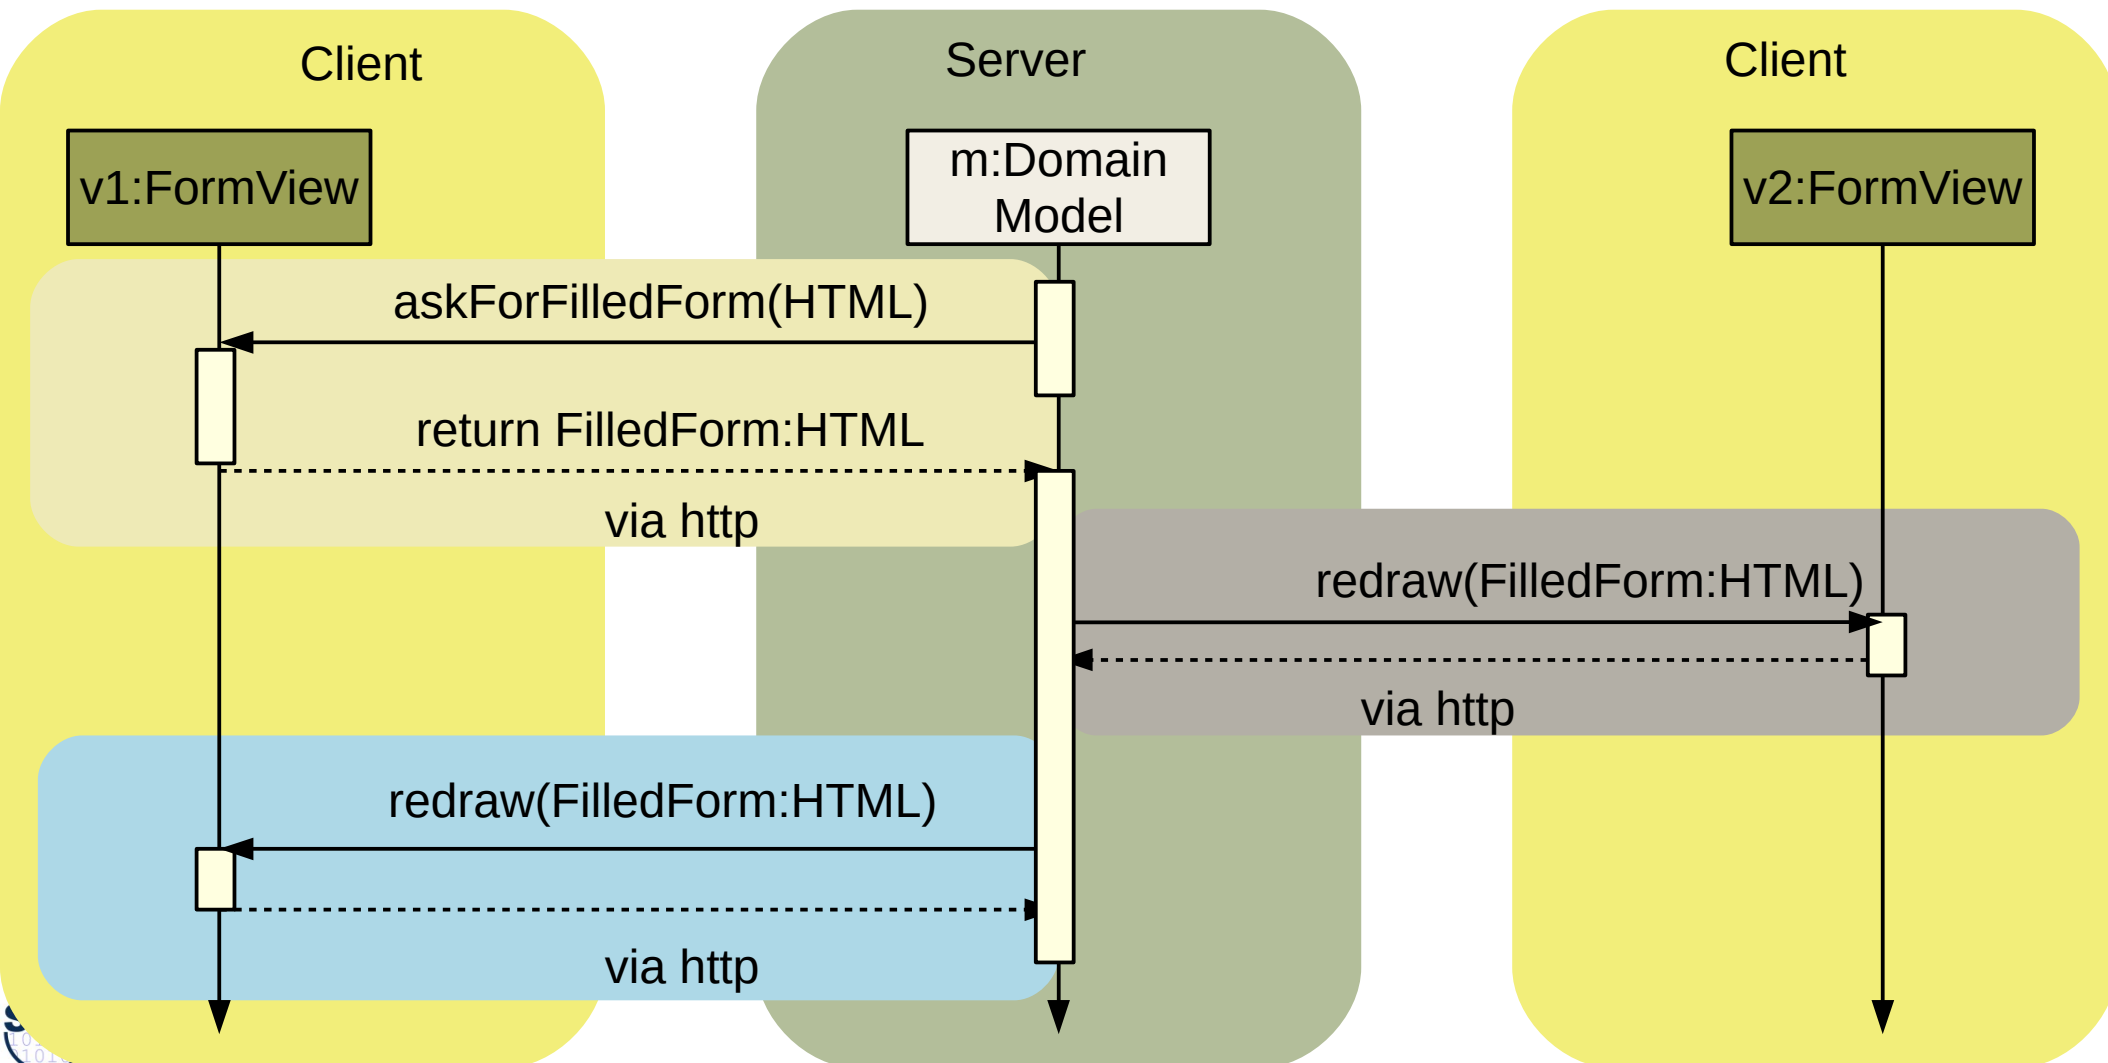 Client
Server
Client
v1:FormView
m:Domain
Model
v2:FormView
askForFilledForm(HTML)
return FilledForm:HTML
via http
redraw(FilledForm:HTML)
via http
redraw(FilledForm:HTML)
via http